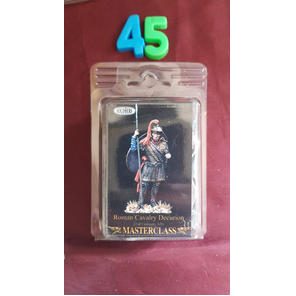 45
Roman Cavalry Decurion
MASTERCLASS